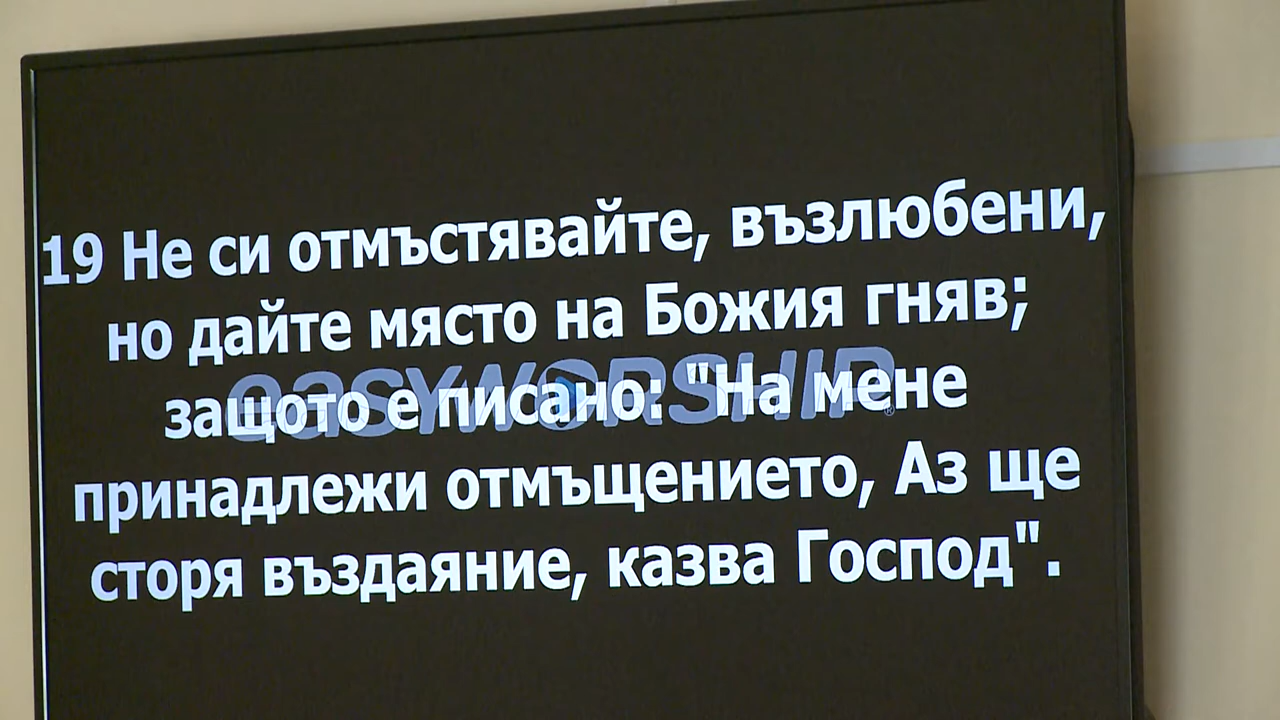 19 Не си отмъстявайте, възлюбени,
но дайте място на Божия гняв;
защото е писано: "На мене
easyworship®
принадлежи отмъщението, Аз ще
сторя въздаяние, казва Господ".